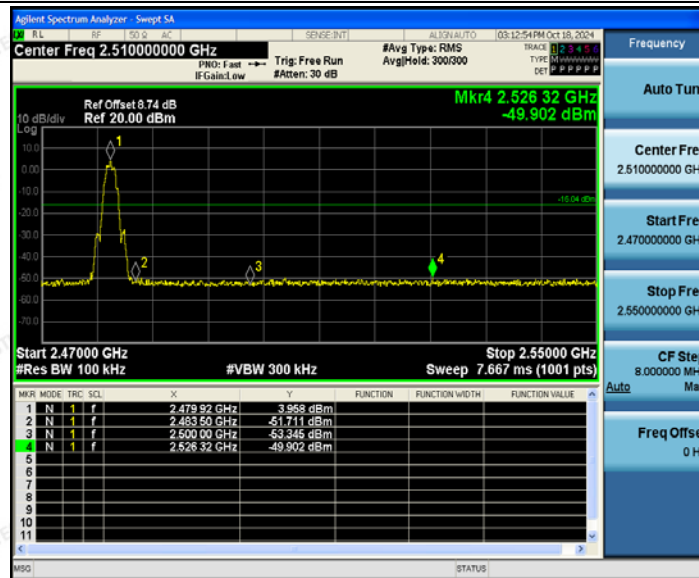 Agilent Spectrum Analyzer - Swept SA
RL RF 50 Ω AC SENSE:INT ALIGN AUTO 03:12:54 PM Oct 18, 2024
Center Freq 2.510000000 GHz
PNO: Fast
IFGain:Low
Trig: Free Run
#Atten: 30 dB
#Avg Type: RMS
Avg|Hold: 300/300
TRACE 1 2 3 4 5 6
TYPE M
DET P P P P P P
Ref Offset 8.74 dB
10 dB/div Ref 20.00 dBm
Log
Mkr4 2.526 32 GHz
-49.902 dBm
10.0
0.00
-10.0
-20.0
-30.0
-40.0
-50.0
-60.0
-70.0
1
2
3
4
-16.04 dBm
Start 2.47000 GHz Stop 2.55000 GHz
#Res BW 100 kHz #VBW 300 kHz Sweep 7.667 ms (1001 pts)
MKR MODE TRC SCL X Y FUNCTION FUNCTION WIDTH FUNCTION VALUE
1 N 1 f 2.479 92 GHz 3.958 dBm
2 N 1 f 2.483 50 GHz -51.711 dBm
3 N 1 f 2.500 00 GHz -53.345 dBm
4 N 1 f 2.526 32 GHz -49.902 dBm
5
6
7
8
9
10
11
MSG STATUS
Frequency
Auto Tun
Center Fre
2.510000000 GH
Start Fre
2.470000000 GH
Stop Fre
2.550000000 GH
CF Ste
8.000000 MH
Auto Ma
Freq Offse
0 H